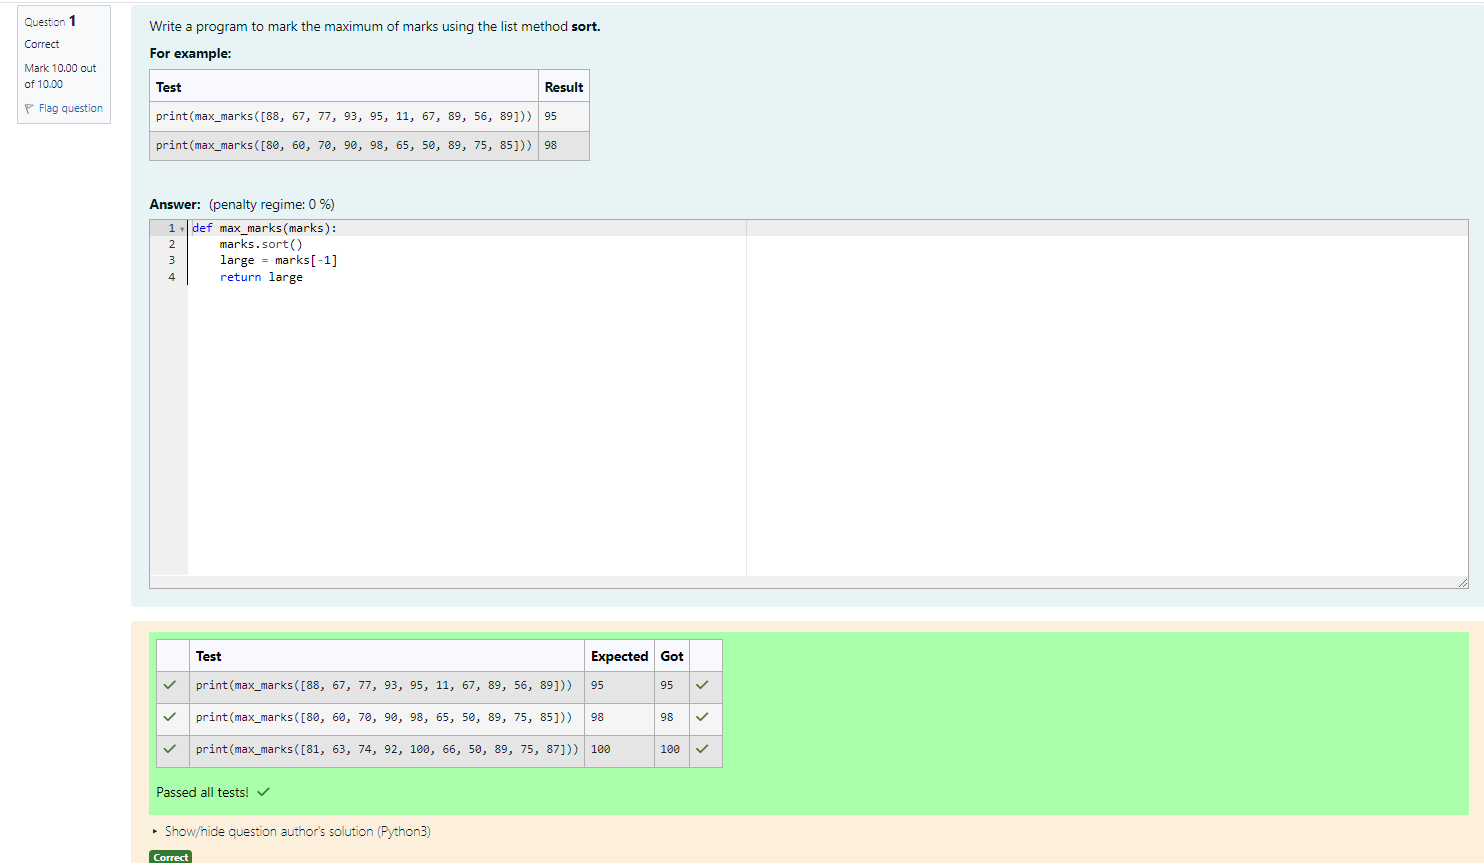 Question 1
Correct
Mark 10.00 out
of 10.00
Flag question
Write a program to mark the maximum of marks using the list method sort.
For example:
Test Result
print(max_marks([88, 67, 77, 93, 95, 11, 67, 89, 56, 89])) 95
print(max_marks([80, 60, 70, 90, 98, 65, 50, 89, 75, 85])) 98
Answer: (penalty regime: 0 %)
1 def max_marks(marks):
2 marks.sort()
3 large = marks[-1]
4 return large
Test Expected Got
print(max_marks([88, 67, 77, 93, 95, 11, 67, 89, 56, 89])) 95 95
print(max_marks([80, 60, 70, 90, 98, 65, 50, 89, 75, 85])) 98 98
print(max_marks([81, 63, 74, 92, 100, 66, 50, 89, 75, 87])) 100 100
Passed all tests!
Show/hide question author's solution (Python3)
Correct